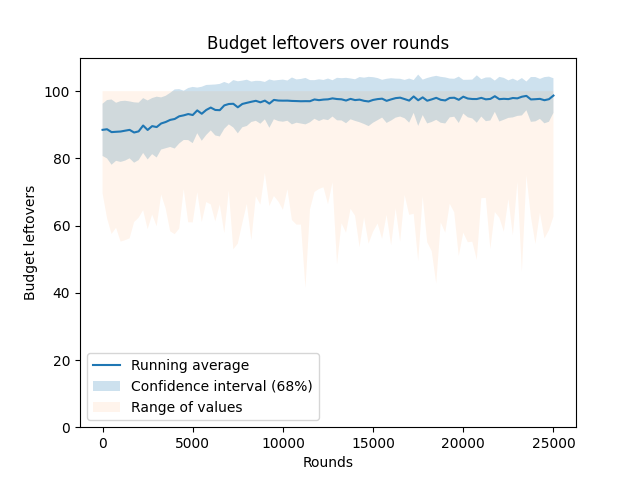 Budget leftovers over rounds
Budget leftovers
100
80
60
40
20
0
Running average
Confidence interval (68%)
Range of values
0 5000 10000 15000 20000 25000
Rounds